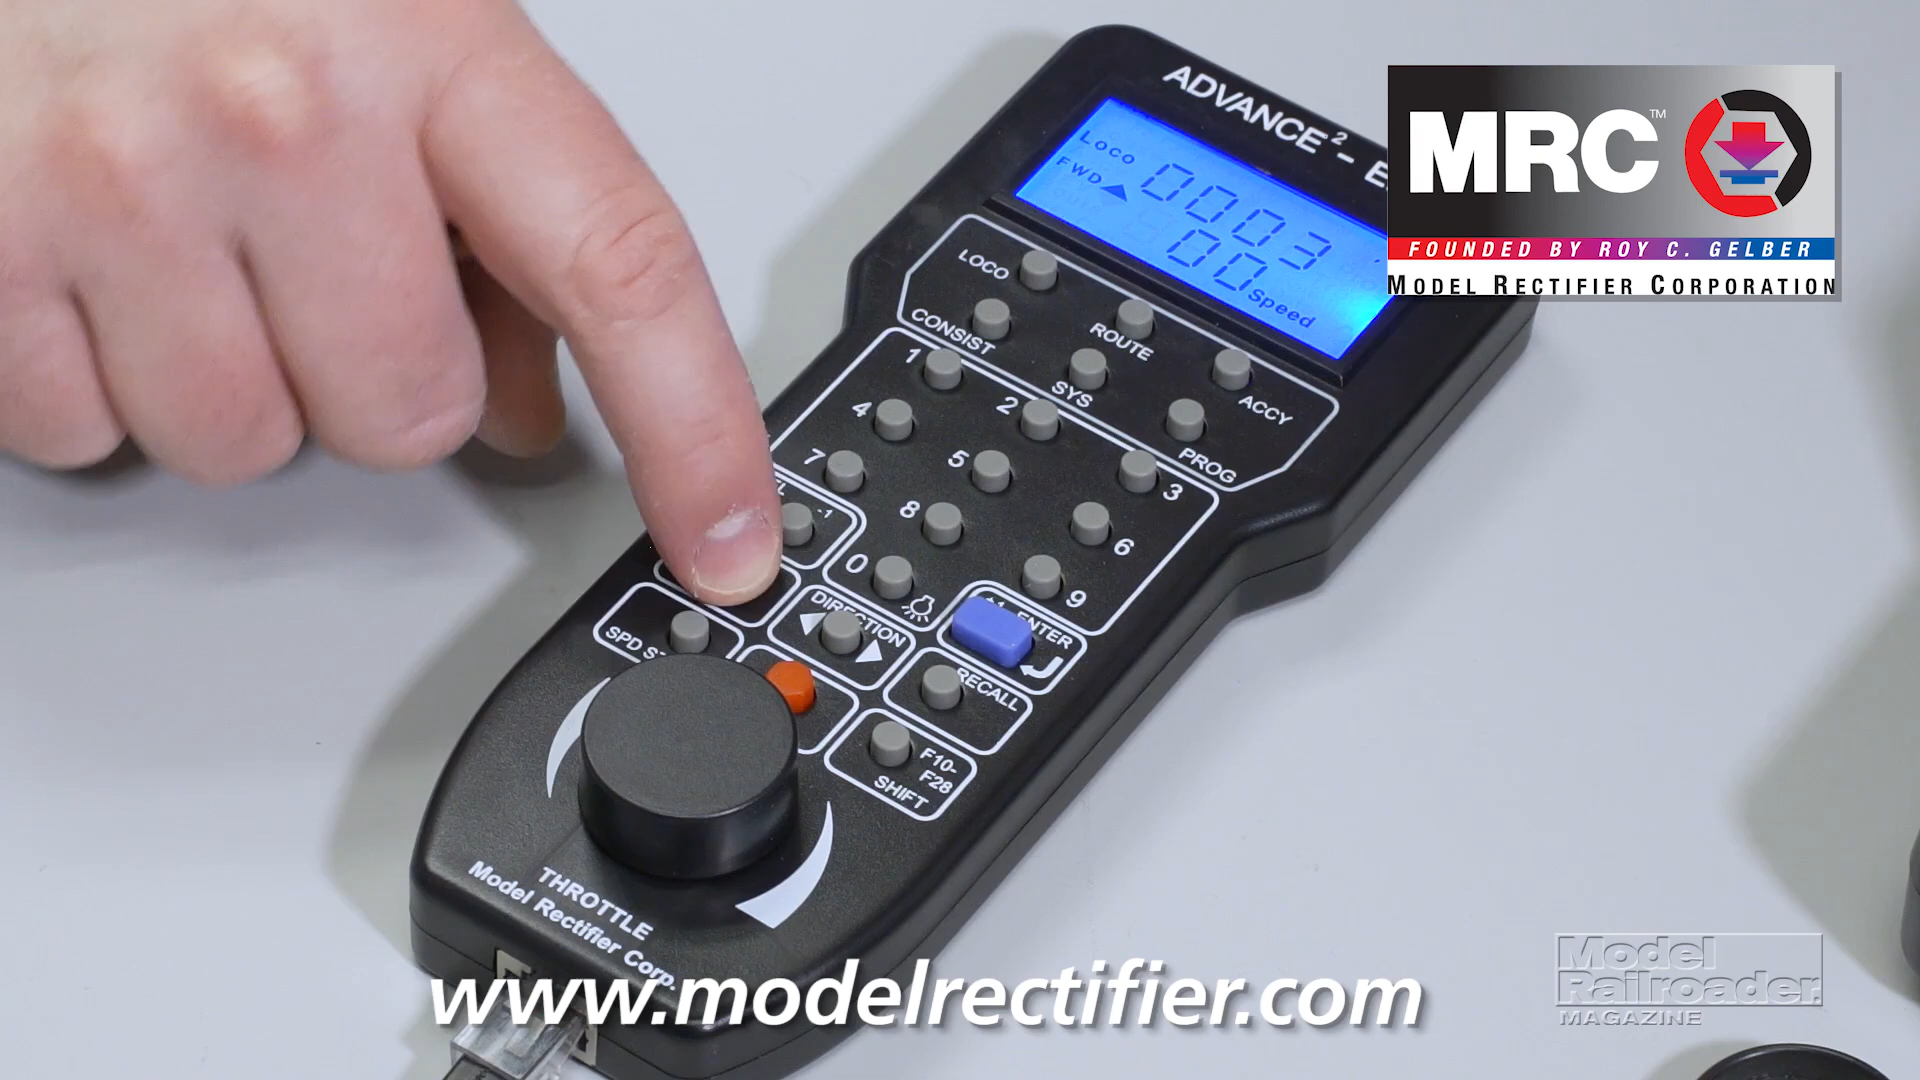 ADVANCE² - E
MRC™
FOUNDED BY ROY C. GELBER
MODEL RECTIFIER CORPORATION
LOCO 0003
FWD
00 Speed
LOCO
CONSIST
ROUTE
SYS
ACCY
PROG
1
2
3
4
5
6
7
8
9
0
-1
DIRECTION
ENTER
SPD
RECALL
F10-
F28
SHIFT
THROTTLE
Model Rectifier Corp.
www.modelrectifier.com
Model
Railroader.
MAGAZINE